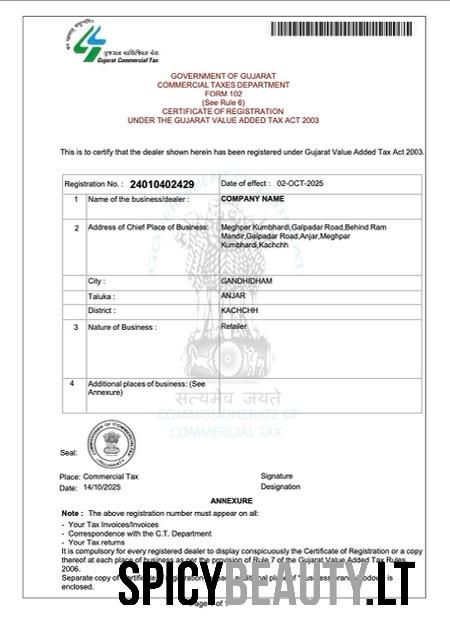 ગુજરાત વાણિજ્યિક વેરા
Gujarat Commercial Tax
GOVERNMENT OF GUJARAT
COMMERCIAL TAXES DEPARTMENT
FORM 102
(See Rule 6)
CERTIFICATE OF REGISTRATION
UNDER THE GUJARAT VALUE ADDED TAX ACT 2003
This is to certify that the dealer shown herein has been registered under Gujarat Value Added Tax Act 2003.
Registration No. : 24010402429 Date of effect : 02-OCT-2025
1 Name of the business/dealer : COMPANY NAME
2 Address of Chief Place of Business: Meghpar Kumbhardi,Galpadar Road,Behind Ram
Mandir,Galpadar Road,Anjar,Meghpar
Kumbhardi,Kachchh
City : GANDHIDHAM
Taluka : ANJAR
District : KACHCHH
3 Nature of Business : Retailer
4 Additional places of business: (See
Annexure)
सत्यमेव जयते
COMMISSIONERATE OF
COMMERCIAL TAX
Seal:
Place: Commercial Tax Signature
Date: 14/10/2025 Designation
ANNEXURE
Note : The above registration number must appear on all:
- Your Tax Invoices/Invoices
- Correspondence with the C.T. Department
- Your Tax returns
It is compulsory for every registered dealer to display conspicuously the Certificate of Registration or a copy
thereof at each place of business as per the provision of Rule 7 of the Gujarat Value Added Tax Rules,
2006.
Separate copy of certificate of registration additional place of
enclosed.
SPICYBEAUTY.LT
Page 1 of 1